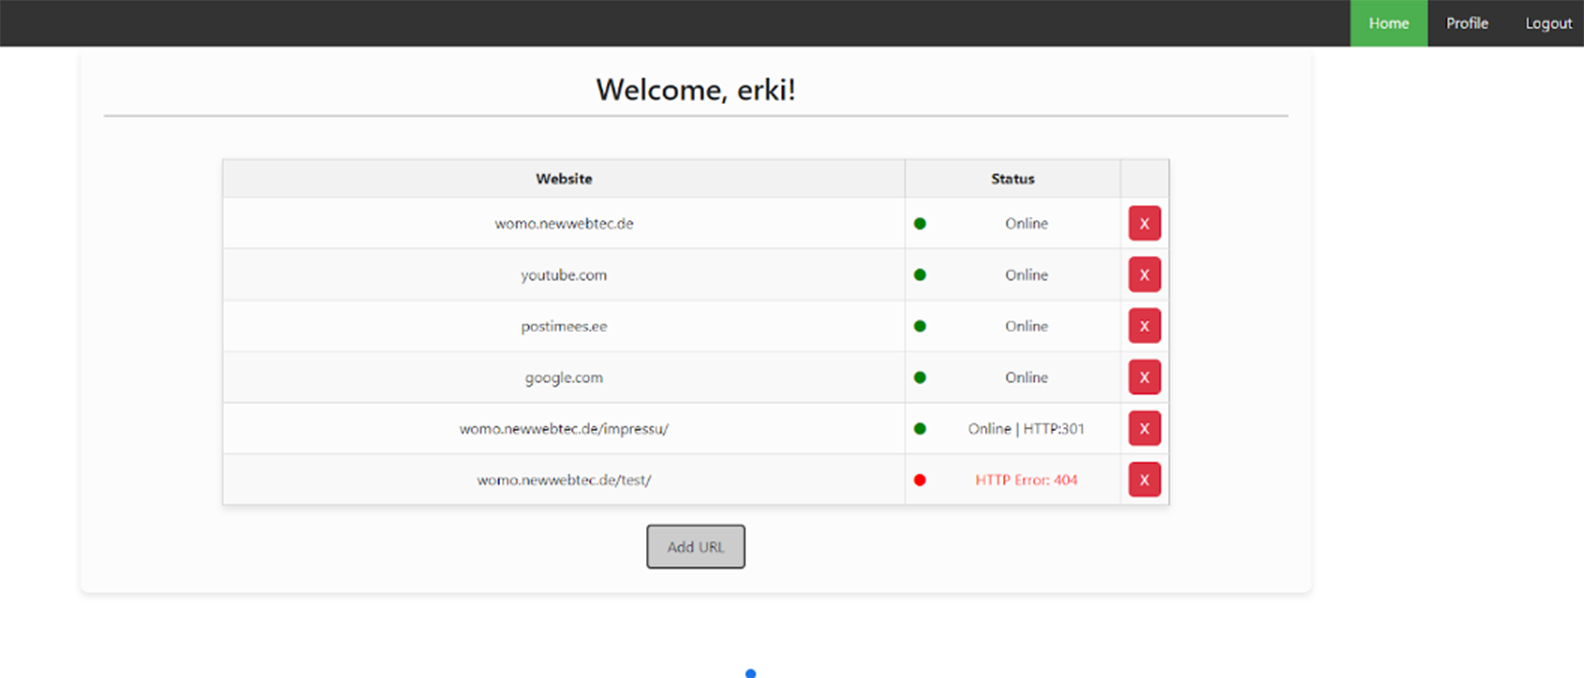 Home Profile Logout
Welcome, erki!
Website Status
womo.newwebtec.de Online X
youtube.com Online X
postimees.ee Online X
google.com Online X
womo.newwebtec.de/impressu/ Online | HTTP:301 X
womo.newwebtec.de/test/ HTTP Error: 404 X
Add URL